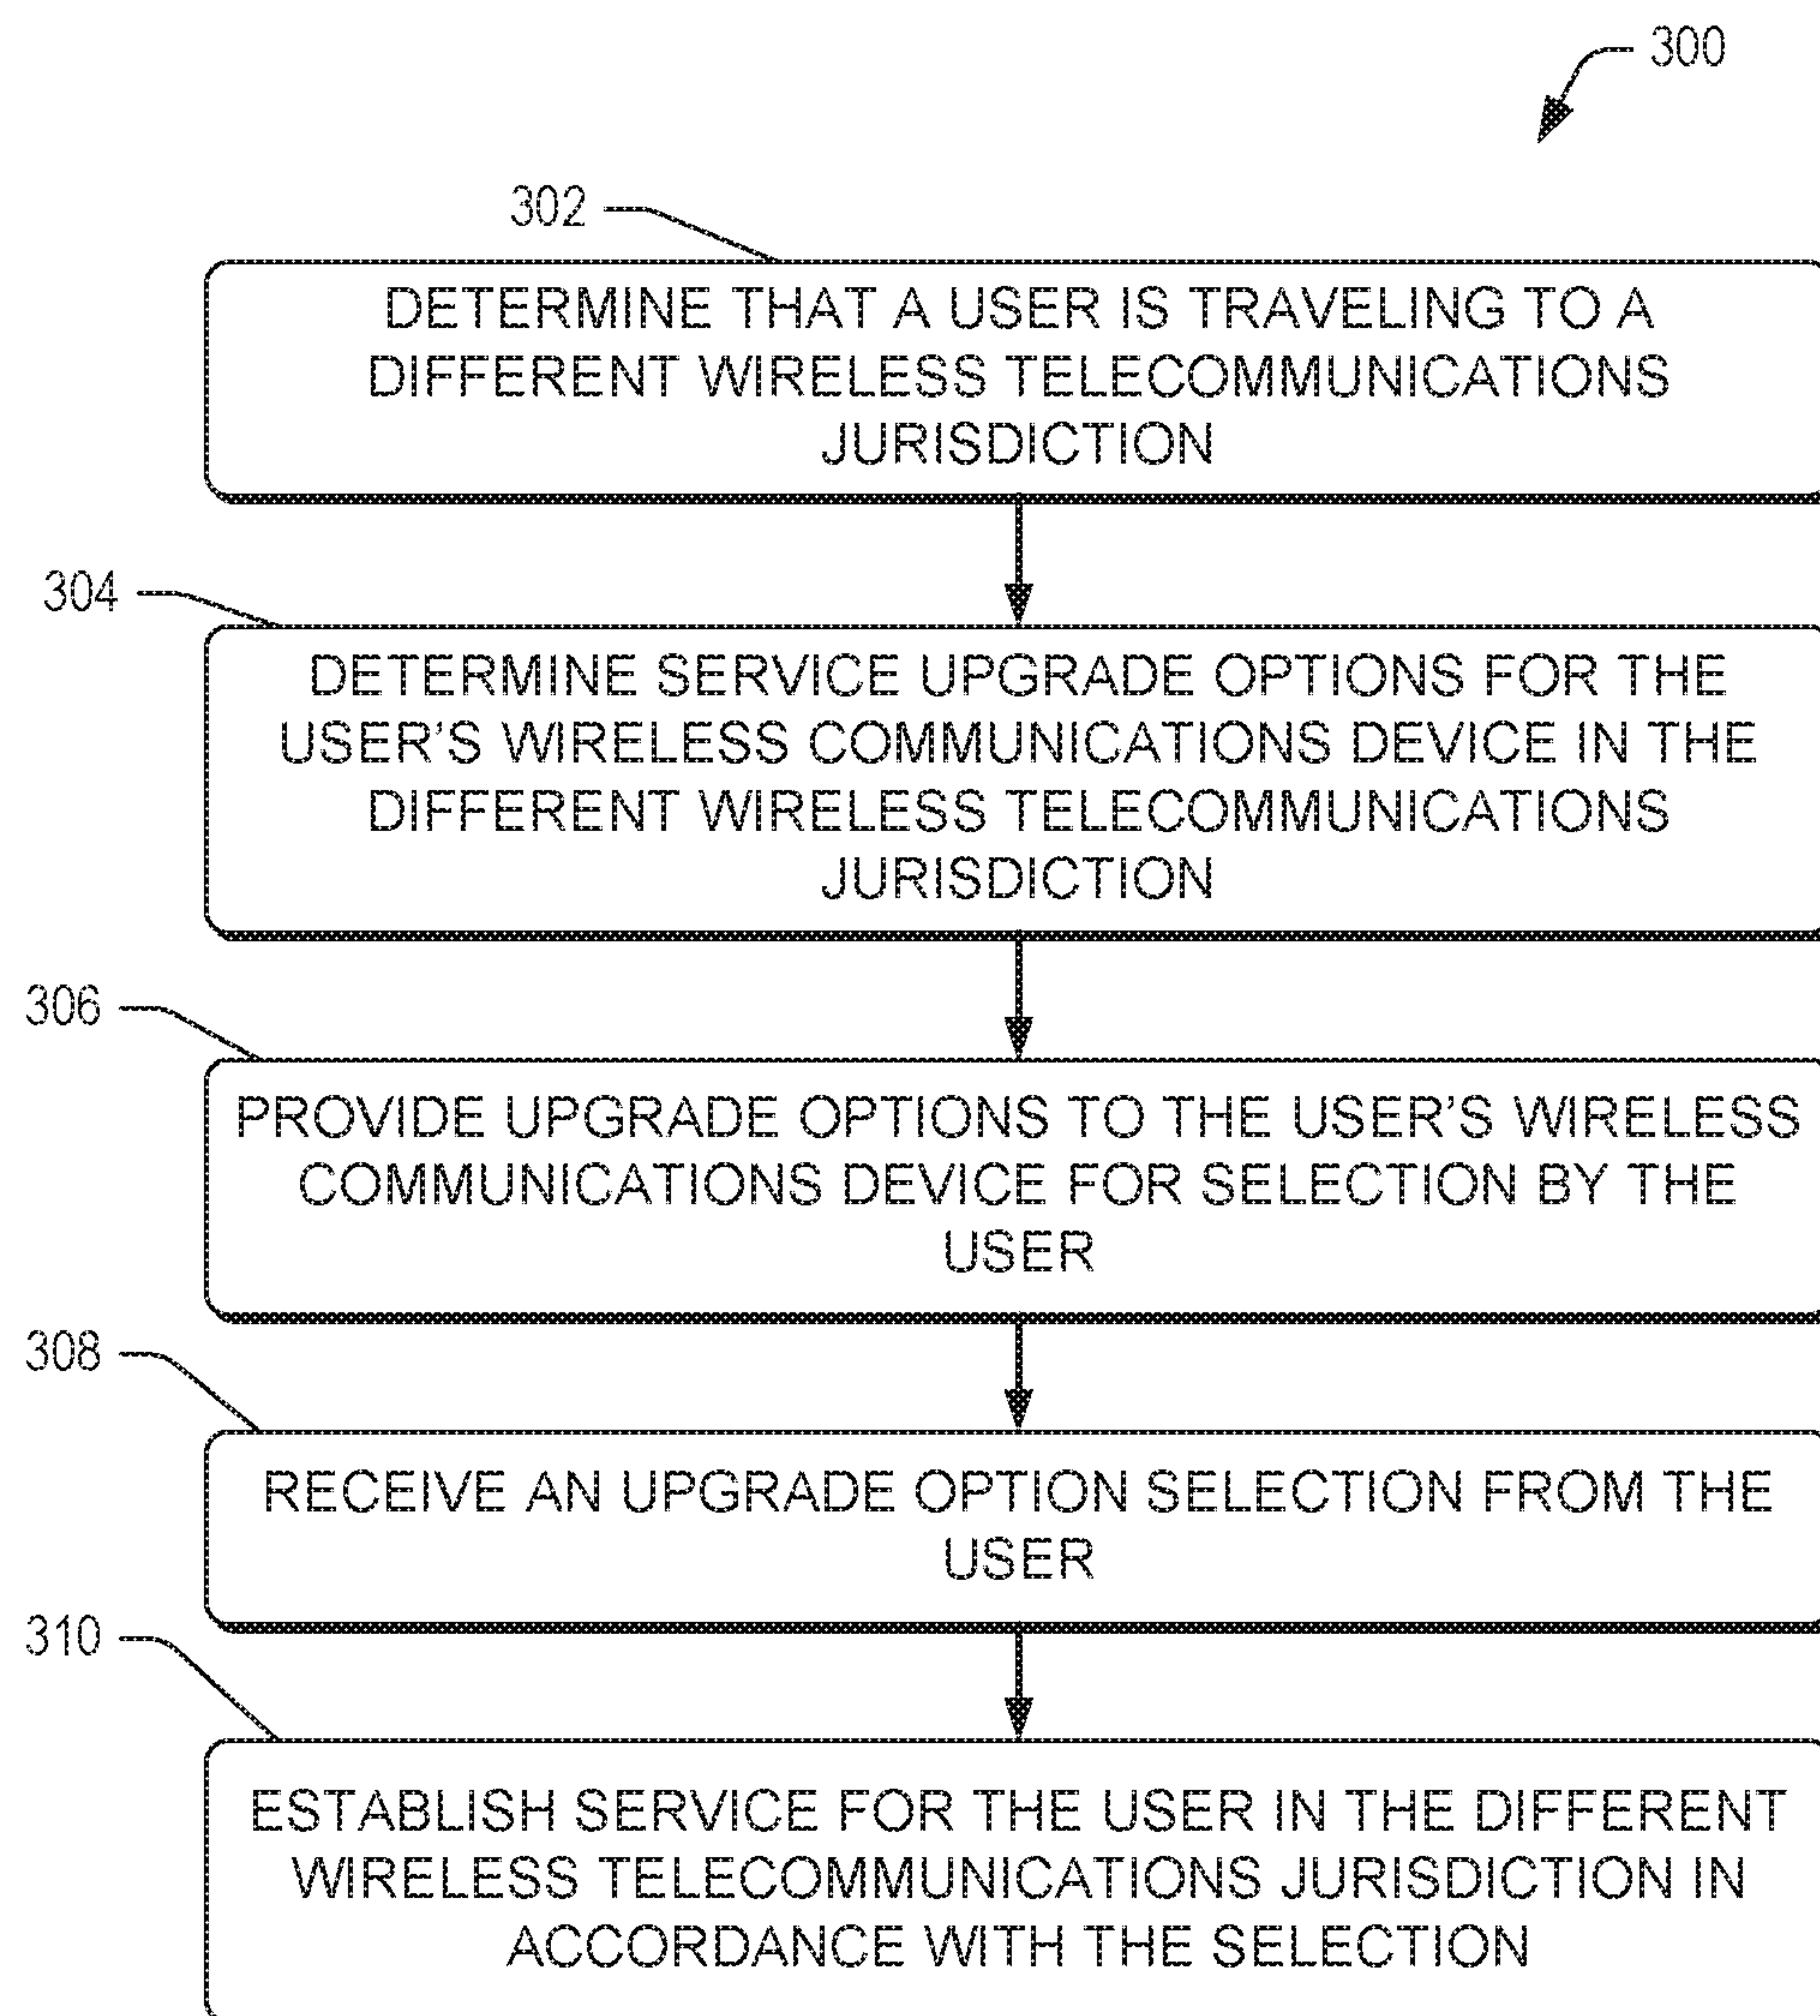 300
302
DETERMINE THAT A USER IS TRAVELING TO A
DIFFERENT WIRELESS TELECOMMUNICATIONS
JURISDICTION
304
DETERMINE SERVICE UPGRADE OPTIONS FOR THE
USER'S WIRELESS COMMUNICATIONS DEVICE IN THE
DIFFERENT WIRELESS TELECOMMUNICATIONS
JURISDICTION
306
PROVIDE UPGRADE OPTIONS TO THE USER'S WIRELESS
COMMUNICATIONS DEVICE FOR SELECTION BY THE
USER
308
RECEIVE AN UPGRADE OPTION SELECTION FROM THE
USER
310
ESTABLISH SERVICE FOR THE USER IN THE DIFFERENT
WIRELESS TELECOMMUNICATIONS JURISDICTION IN
ACCORDANCE WITH THE SELECTION